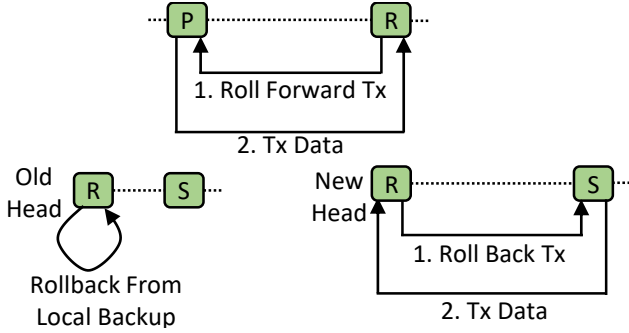 P R
1. Roll Forward Tx
2. Tx Data
Old
Head
R S
Rollback From
Local Backup
New
Head
R S
1. Roll Back Tx
2. Tx Data